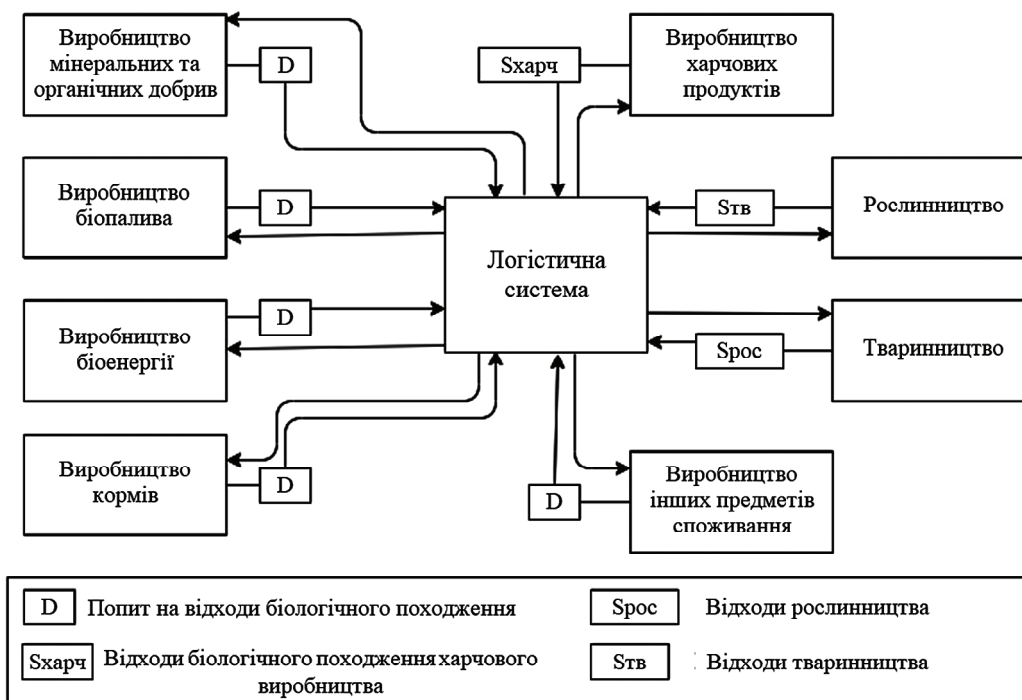 Виробництво
мінеральних та
органічних добрив
D
Sхарч
Виробництво
харчових
продуктів
Виробництво
біопалива
D
Sтв
Рослинництво
Логістична
система
Виробництво
біоенергії
D
Sрос
Тваринництво
Виробництво
кормів
D
D
Виробництво
інших предметів
споживання
D
Попит на відходи біологічного походження
Sрос
Відходи рослинництва
Sхарч
Відходи біологічного походження харчового
виробництва
Sтв
Відходи тваринництва